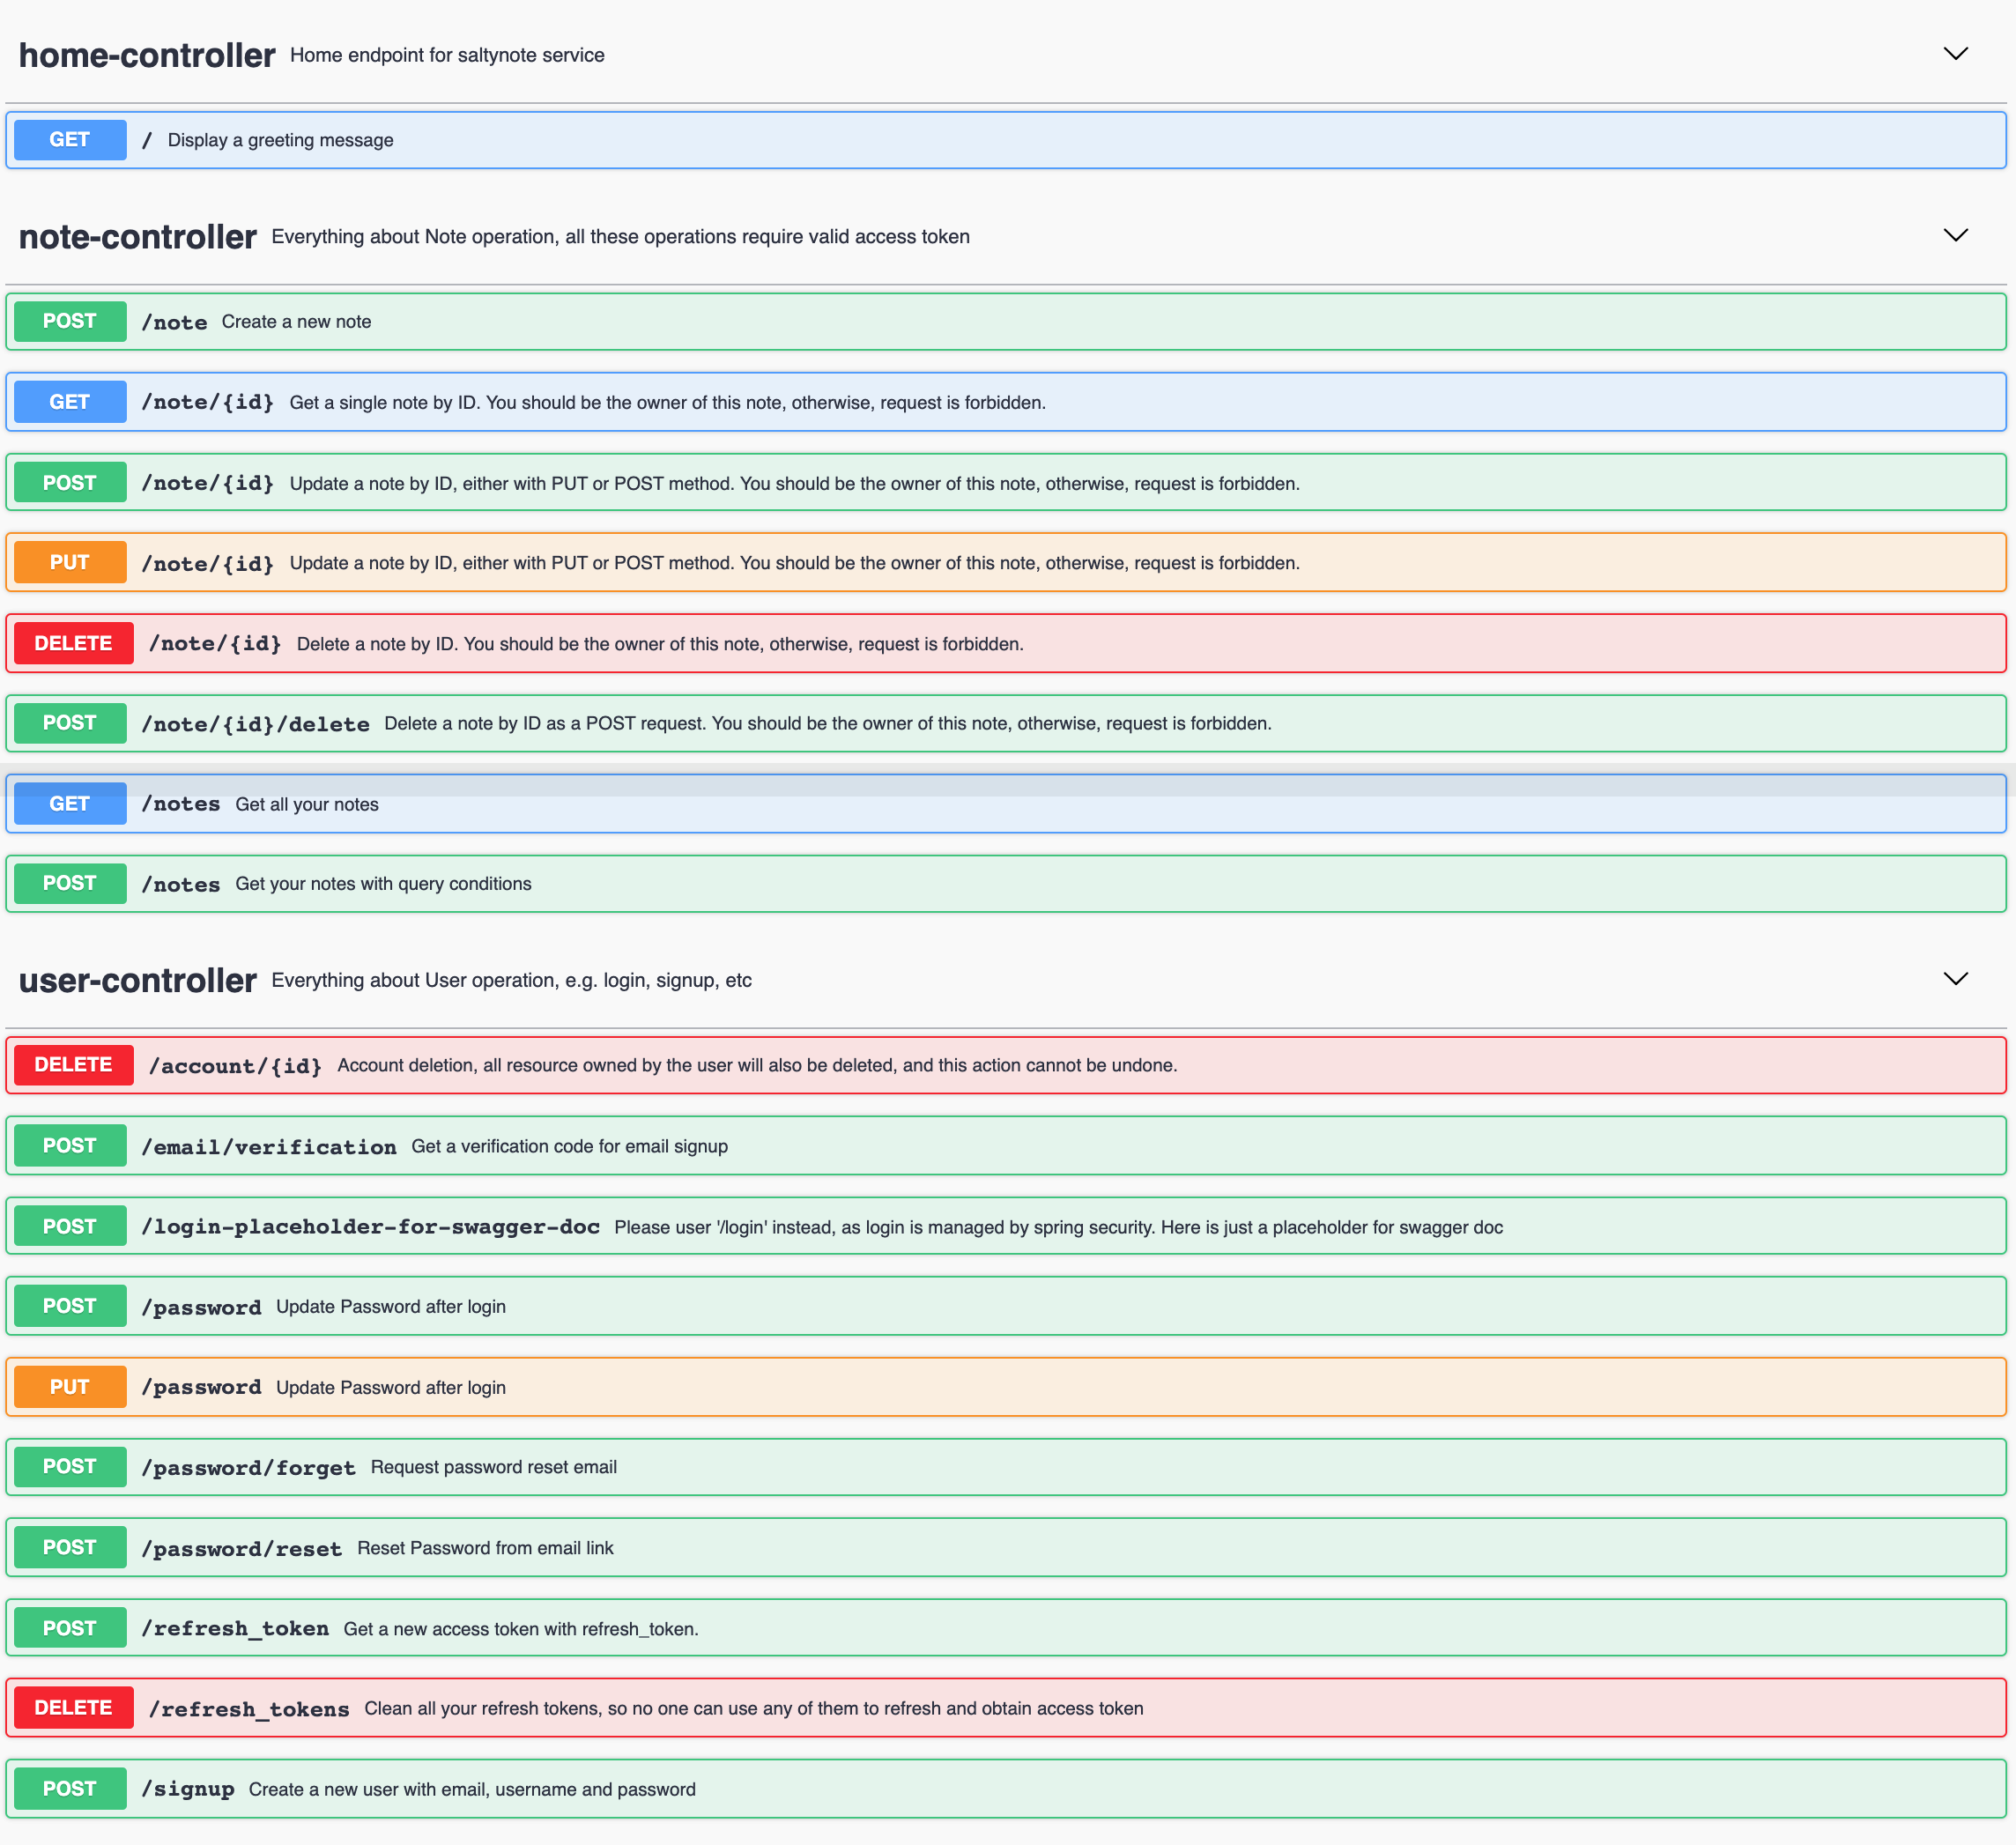 home-controller Home endpoint for saltynote service
GET / Display a greeting message
note-controller Everything about Note operation, all these operations require valid access token
POST /note Create a new note
GET /note/{id} Get a single note by ID. You should be the owner of this note, otherwise, request is forbidden.
POST /note/{id} Update a note by ID, either with PUT or POST method. You should be the owner of this note, otherwise, request is forbidden.
PUT /note/{id} Update a note by ID, either with PUT or POST method. You should be the owner of this note, otherwise, request is forbidden.
DELETE /note/{id} Delete a note by ID. You should be the owner of this note, otherwise, request is forbidden.
POST /note/{id}/delete Delete a note by ID as a POST request. You should be the owner of this note, otherwise, request is forbidden.
GET /notes Get all your notes
POST /notes Get your notes with query conditions
user-controller Everything about User operation, e.g. login, signup, etc
DELETE /account/{id} Account deletion, all resource owned by the user will also be deleted, and this action cannot be undone.
POST /email/verification Get a verification code for email signup
POST /login-placeholder-for-swagger-doc Please user '/login' instead, as login is managed by spring security. Here is just a placeholder for swagger doc
POST /password Update Password after login
PUT /password Update Password after login
POST /password/forget Request password reset email
POST /password/reset Reset Password from email link
POST /refresh_token Get a new access token with refresh_token.
DELETE /refresh_tokens Clean all your refresh tokens, so no one can use any of them to refresh and obtain access token
POST /signup Create a new user with email, username and password